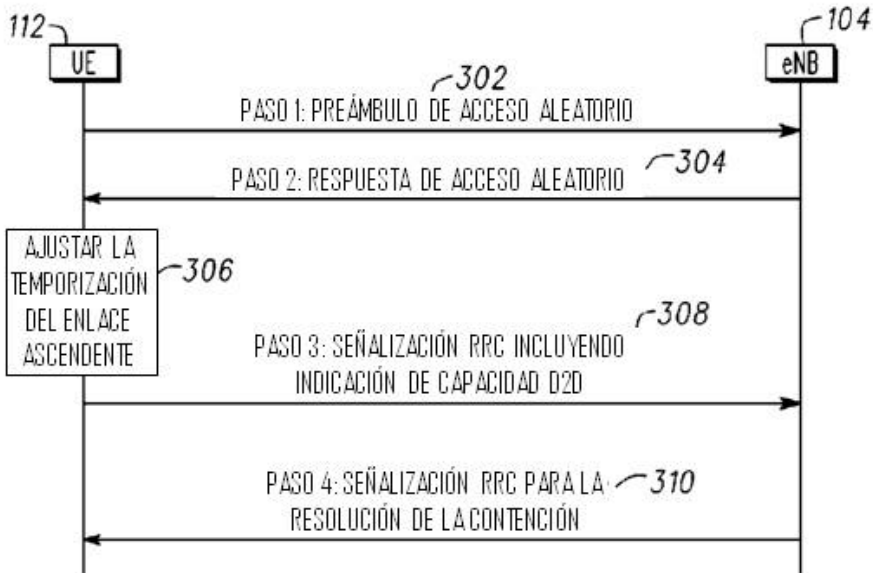 112
UE
104
eNB
302
PASO 1: PREÁMBULO DE ACCESO ALEATORIO
304
PASO 2: RESPUESTA DE ACCESO ALEATORIO
AJUSTAR LA
TEMPORIZACIÓN
DEL ENLACE
ASCENDENTE
306
308
PASO 3: SEÑALIZACIÓN RRC INCLUYENDO
INDICACIÓN DE CAPACIDAD D2D
PASO 4: SEÑALIZACIÓN RRC PARA LA
310
RESOLUCIÓN DE LA CONTENCIÓN